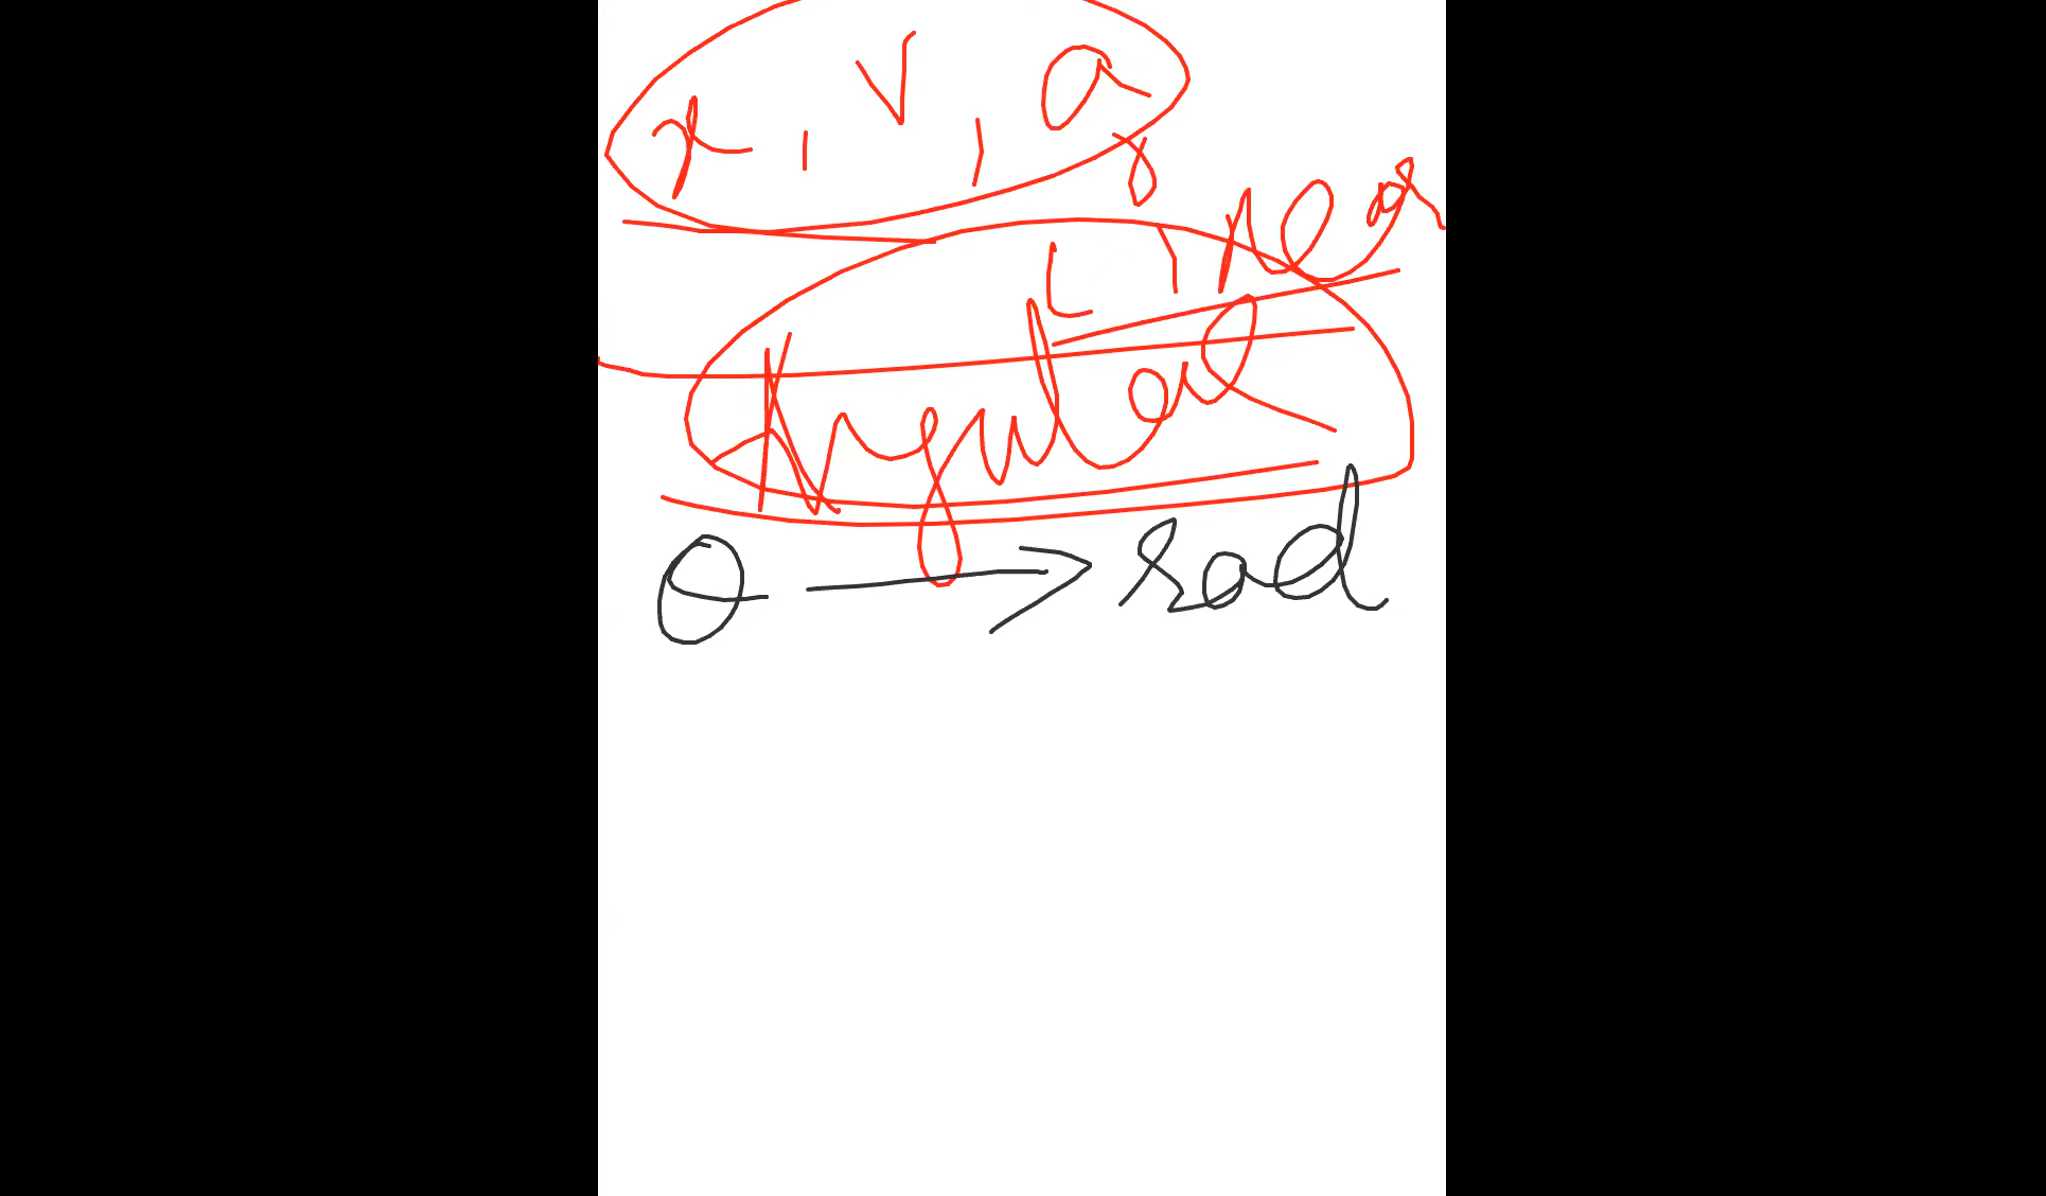 x, v, a
Linear
Angular
θ → rad